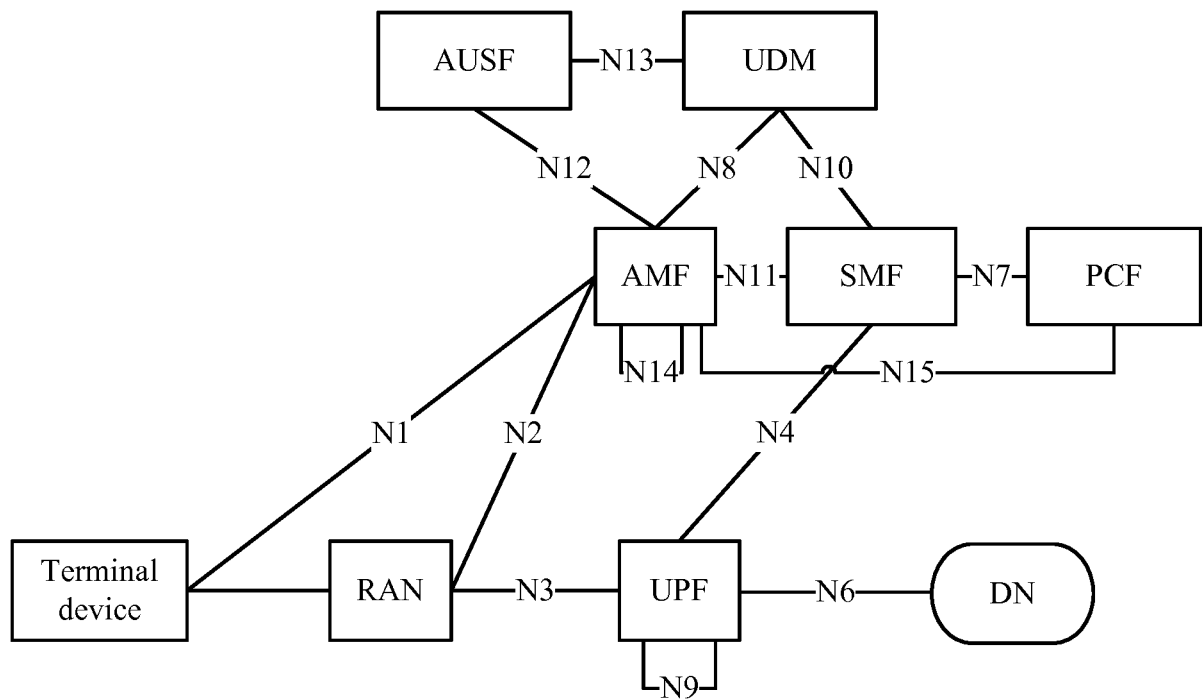 AUSF
N13
UDM
N12
N8
N10
AMF
N11
SMF
N7
PCF
N14
N15
N1
N2
N4
Terminal
device
RAN
N3
UPF
N6
DN
N9